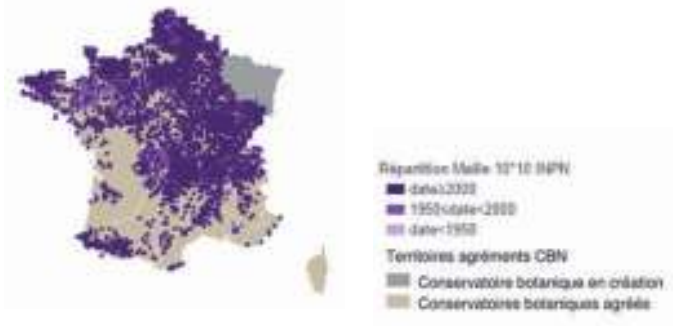 Répartition Maille 10*10 INPN
date≥2000
1950≤date<2000
date<1950
Territoires agréments CBN
Conservatoire botanique en création
Conservatoires botaniques agréés